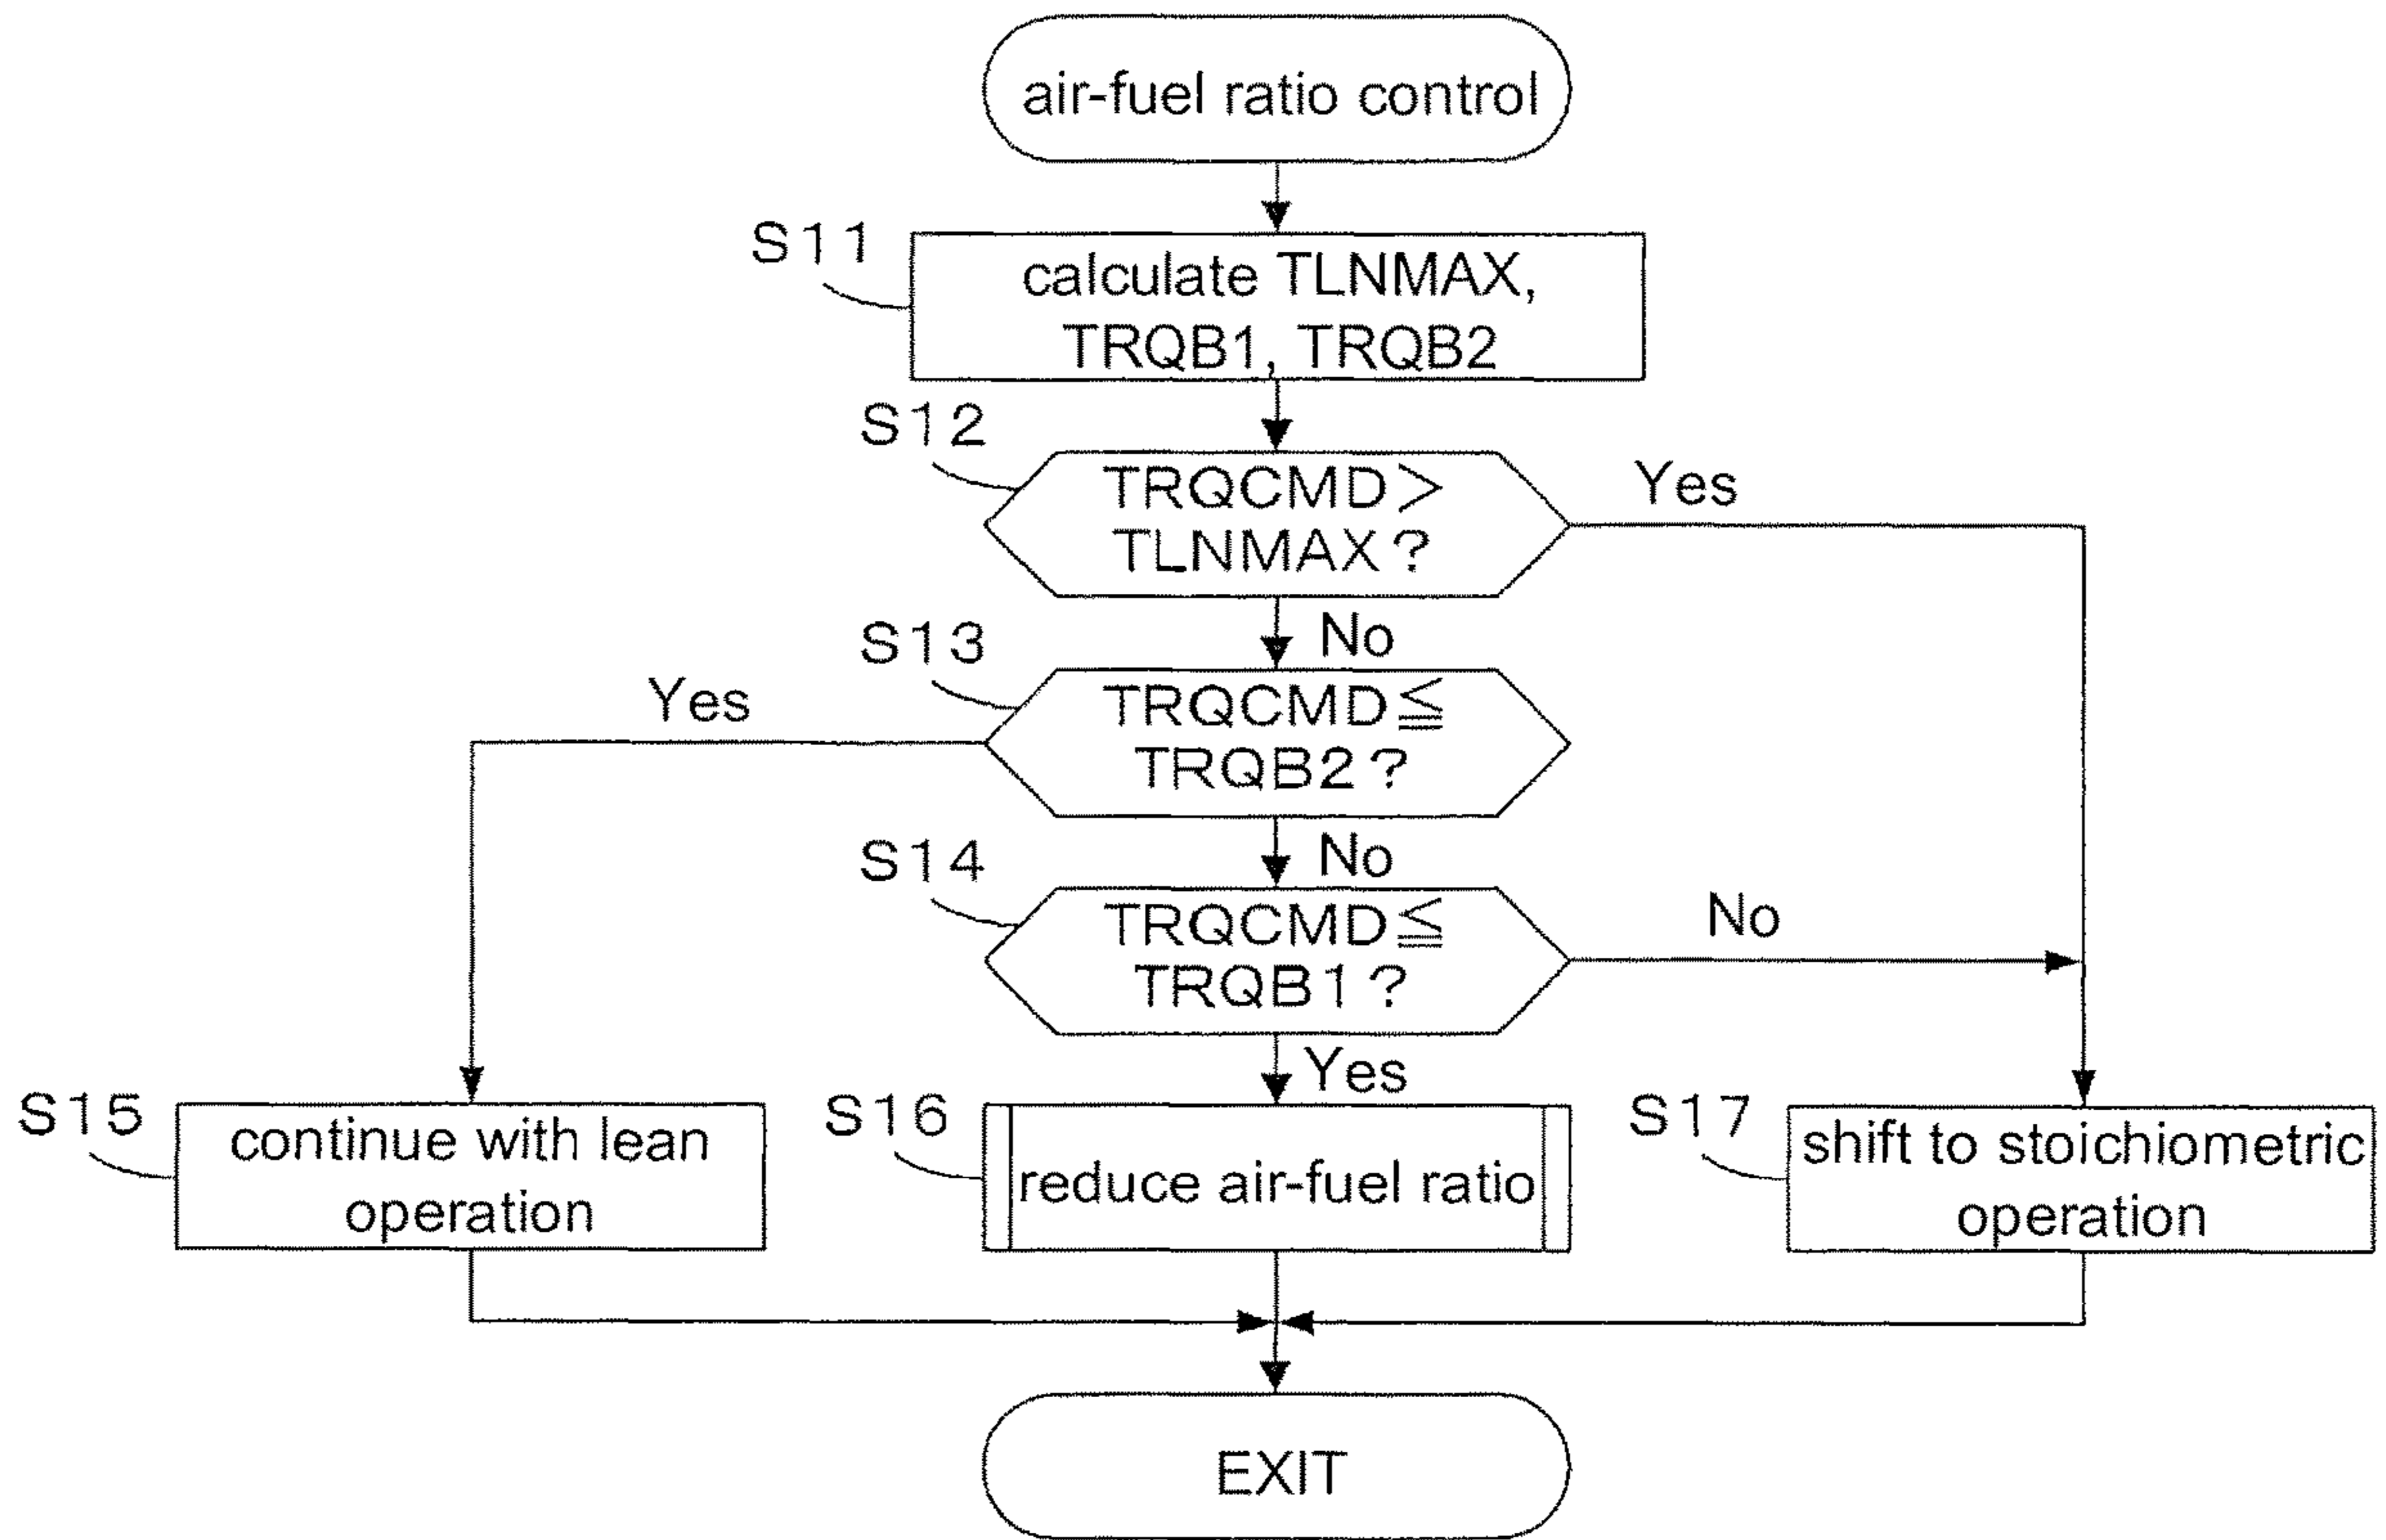 air-fuel ratio control
S11
calculate TLNMAX,
TRQB1, TRQB2
S12
TRQCMD>
TLNMAX?
Yes
No
S13
TRQCMD≦
TRQB2?
Yes
No
S14
TRQCMD≦
TRQB1?
No
Yes
S15
continue with lean
operation
S16
reduce air-fuel ratio
S17
shift to stoichiometric
operation
EXIT